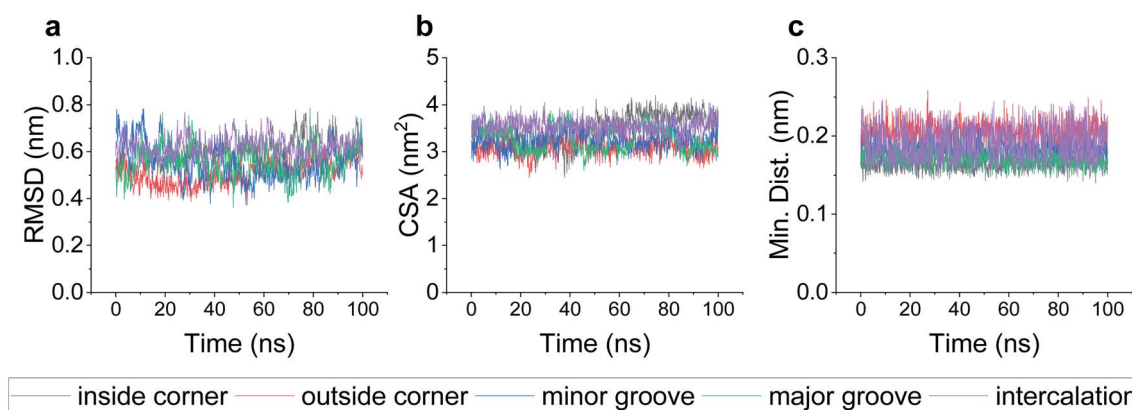 a
b
c
1.0
0.8
0.6
0.4
0.2
0.0
RMSD (nm)
0 20 40 60 80 100
Time (ns)
5
4
3
2
1
0
CSA (nm²)
0 20 40 60 80 100
Time (ns)
0.3
0.2
0.1
0.0
Min. Dist. (nm)
0 20 40 60 80 100
Time (ns)
inside corner outside corner minor groove major groove intercalation